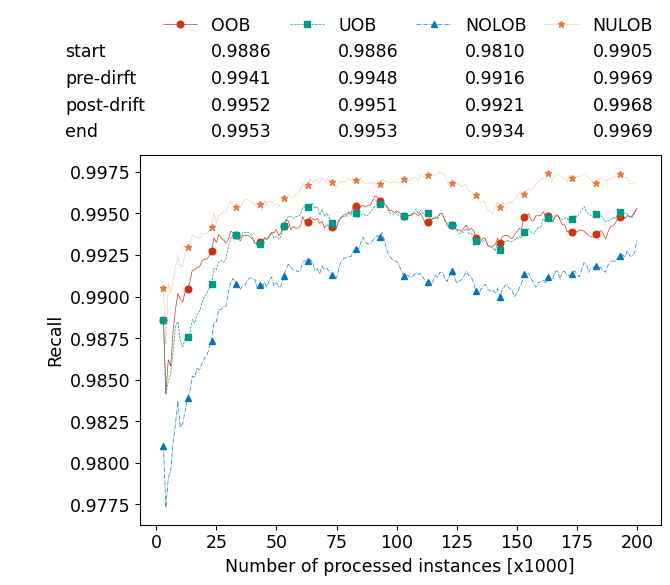 OOB UOB NOLOB NULOB
start 0.9886 0.9886 0.9810 0.9905
pre-dirft 0.9941 0.9948 0.9916 0.9969
post-drift 0.9952 0.9951 0.9921 0.9968
end 0.9953 0.9953 0.9934 0.9969
0.9975
0.9950
0.9925
0.9900
0.9875
0.9850
0.9825
0.9800
0.9775
Recall
0 25 50 75 100 125 150 175 200
Number of processed instances [x1000]